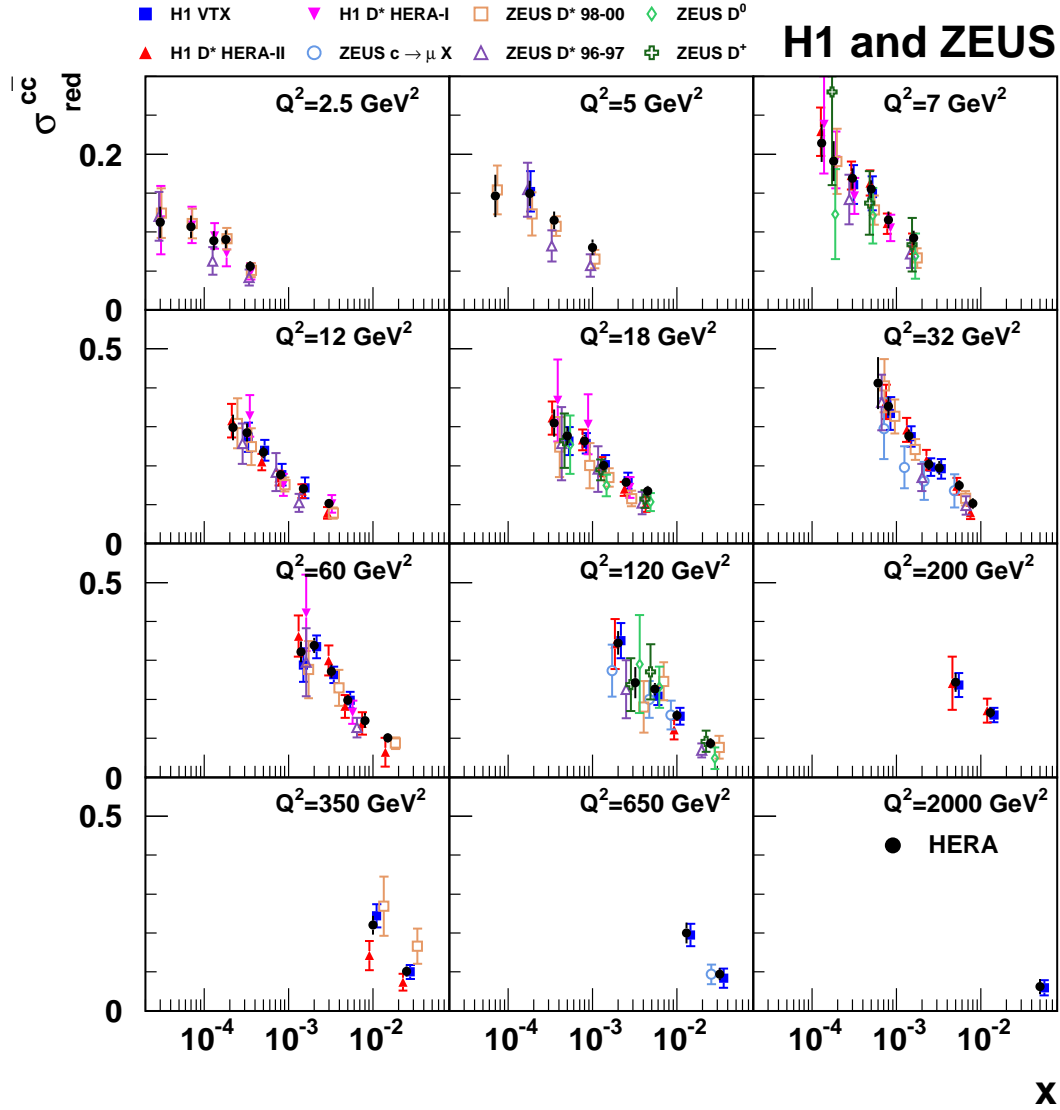 H1 VTX H1 D* HERA-I ZEUS D* 98-00 ZEUS D⁰
H1 D* HERA-II ZEUS c → μ X ZEUS D* 96-97 ZEUS D⁺
H1 and ZEUS
σ_red^cc̄
Q²=2.5 GeV² Q²=5 GeV² Q²=7 GeV²
0.2
0
Q²=12 GeV² Q²=18 GeV² Q²=32 GeV²
0.5
0
Q²=60 GeV² Q²=120 GeV² Q²=200 GeV²
0.5
0
Q²=350 GeV² Q²=650 GeV² Q²=2000 GeV²
0.5
HERA
0
10⁻⁴ 10⁻³ 10⁻² 10⁻⁴ 10⁻³ 10⁻² 10⁻⁴ 10⁻³ 10⁻²
x